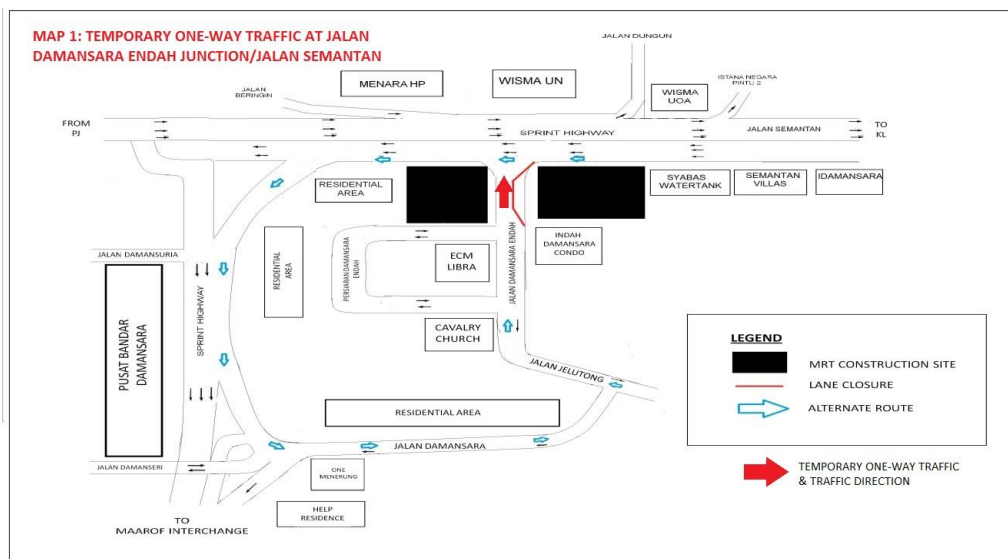 MAP 1: TEMPORARY ONE-WAY TRAFFIC AT JALAN
DAMANSARA ENDAH JUNCTION/JALAN SEMANTAN
JALAN DUNGUN
JALAN
BERINGIN
MENARA HP
WISMA UN
WISMA
UOA
ISTANA NEGARA
PINTU 2
FROM
PJ
SPRINT HIGHWAY
JALAN SEMANTAN
TO
KL
RESIDENTIAL
AREA
SYABAS
WATERTANK
SEMANTAN
VILLAS
IDAMANSARA
JALAN DAMANSURIA
RESIDENTIAL
AREA
PERSIARAN DAMANSARA
ENDAH
ECM
LIBRA
JALAN DAMANSARA ENDAH
INDAH
DAMANSARA
CONDO
PUSAT BANDAR
DAMANSARA
SPRINT HIGHWAY
CAVALRY
CHURCH
JALAN JELUTONG
RESIDENTIAL AREA
JALAN DAMANSARA
JALAN DAMANSERI
ONE
MENERUNG
HELP
RESIDENCE
TO
MAAROF INTERCHANGE
LEGEND
MRT CONSTRUCTION SITE
LANE CLOSURE
ALTERNATE ROUTE
TEMPORARY ONE-WAY TRAFFIC
& TRAFFIC DIRECTION